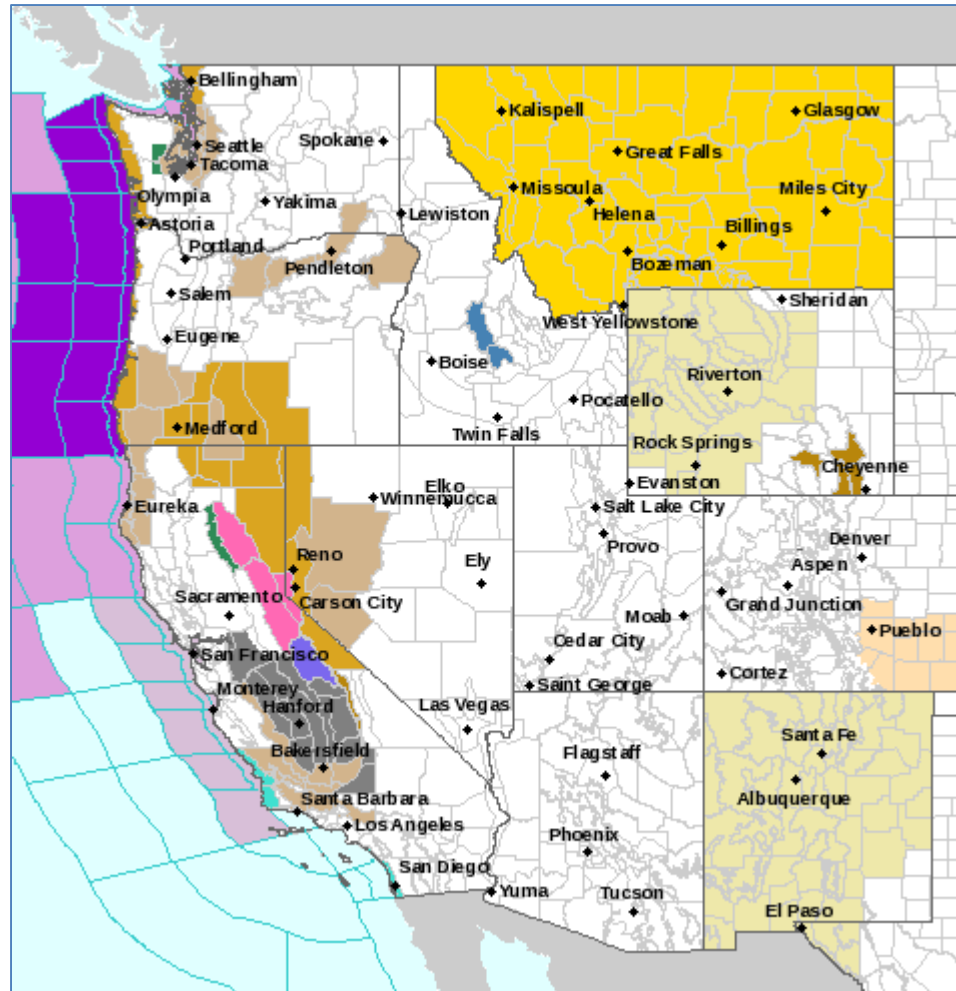 Bellingham
Kalispell
Glasgow
Seattle
Spokane
Great Falls
Tacoma
Missoula
Miles City
Olympia
Yakima
Lewiston
Helena
Astoria
Billings
Portland
Pendleton
Bozeman
Salem
Sheridan
West Yellowstone
Eugene
Boise
Riverton
Pocatello
Medford
Twin Falls
Rock Springs
Cheyenne
Elko
Evanston
Eureka
Winnemucca
Salt Lake City
Provo
Denver
Reno
Ely
Aspen
Sacramento
Carson City
Grand Junction
Moab
Pueblo
San Francisco
Cedar City
Cortez
Monterey
Saint George
Hanford
Las Vegas
Bakersfield
Flagstaff
Santa Fe
Santa Barbara
Albuquerque
Los Angeles
Phoenix
San Diego
Yuma
Tucson
El Paso